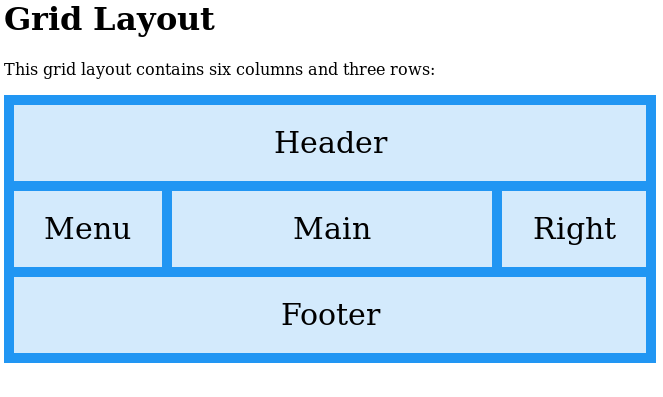 Grid Layout
This grid layout contains six columns and three rows:
Header
Menu Main Right
Footer